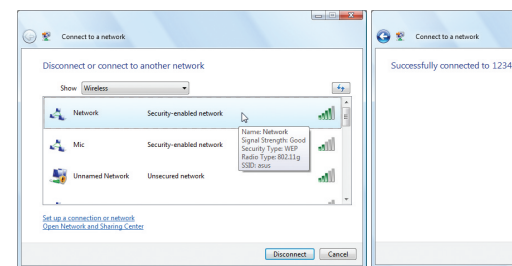 Connect to a network
Disconnect or connect to another network
Show Wireless
Network Security-enabled network
Name: Network
Signal Strength: Good
Security Type: WEP
Radio Type: 802.11g
SSID: asus
Mic Security-enabled network
Unnamed Network Unsecured network
Set up a connection or network
Open Network and Sharing Center
Disconnect Cancel
Connect to a network
Successfully connected to 1234